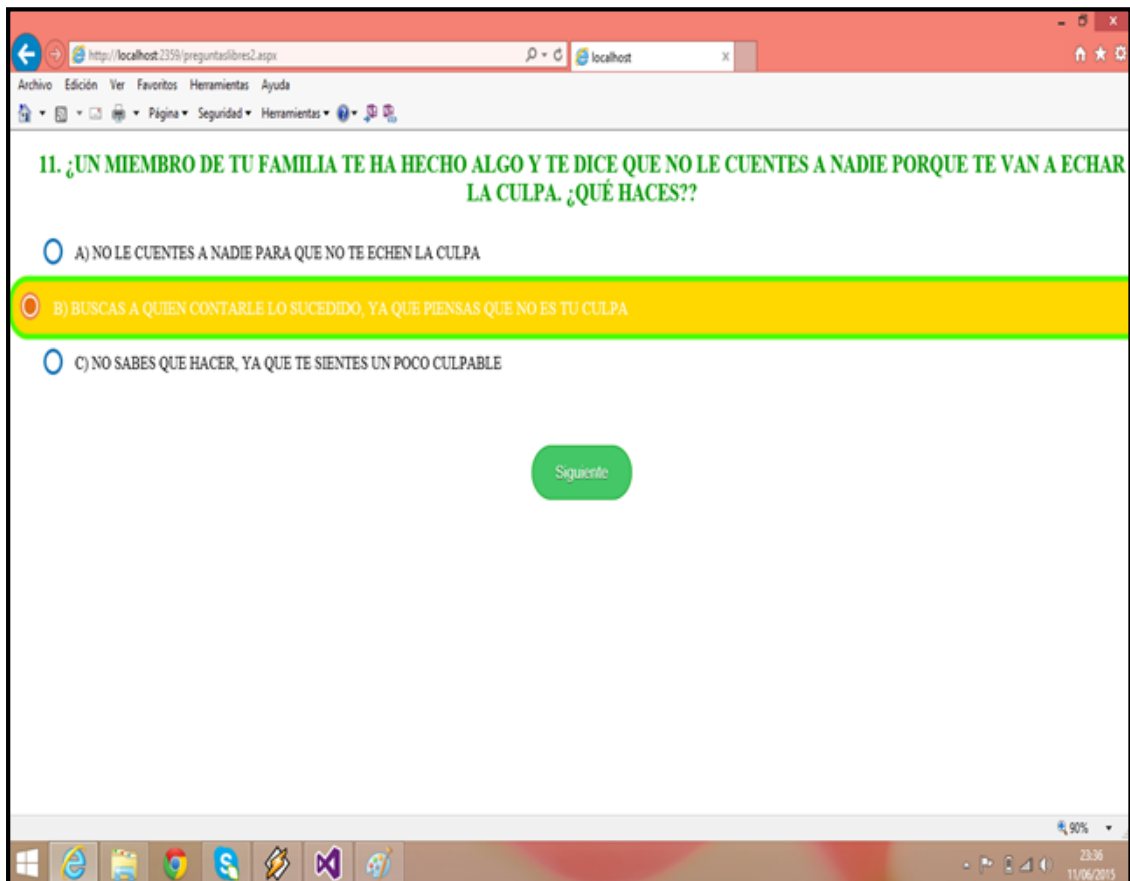 http://localhost:2359/preguntaslibres2.aspx
localhost
Archivo Edición Ver Favoritos Herramientas Ayuda
Página Seguridad Herramientas
11. ¿UN MIEMBRO DE TU FAMILIA TE HA HECHO ALGO Y TE DICE QUE NO LE CUENTES A NADIE PORQUE TE VAN A ECHAR
LA CULPA. ¿QUÉ HACES??
A) NO LE CUENTES A NADIE PARA QUE NO TE ECHEN LA CULPA
B) BUSCAS A QUIEN CONTARLE LO SUCEDIDO, YA QUE PIENSAS QUE NO ES TU CULPA
C) NO SABES QUE HACER, YA QUE TE SIENTES UN POCO CULPABLE
Siguiente
90%
23:36
11/06/2015